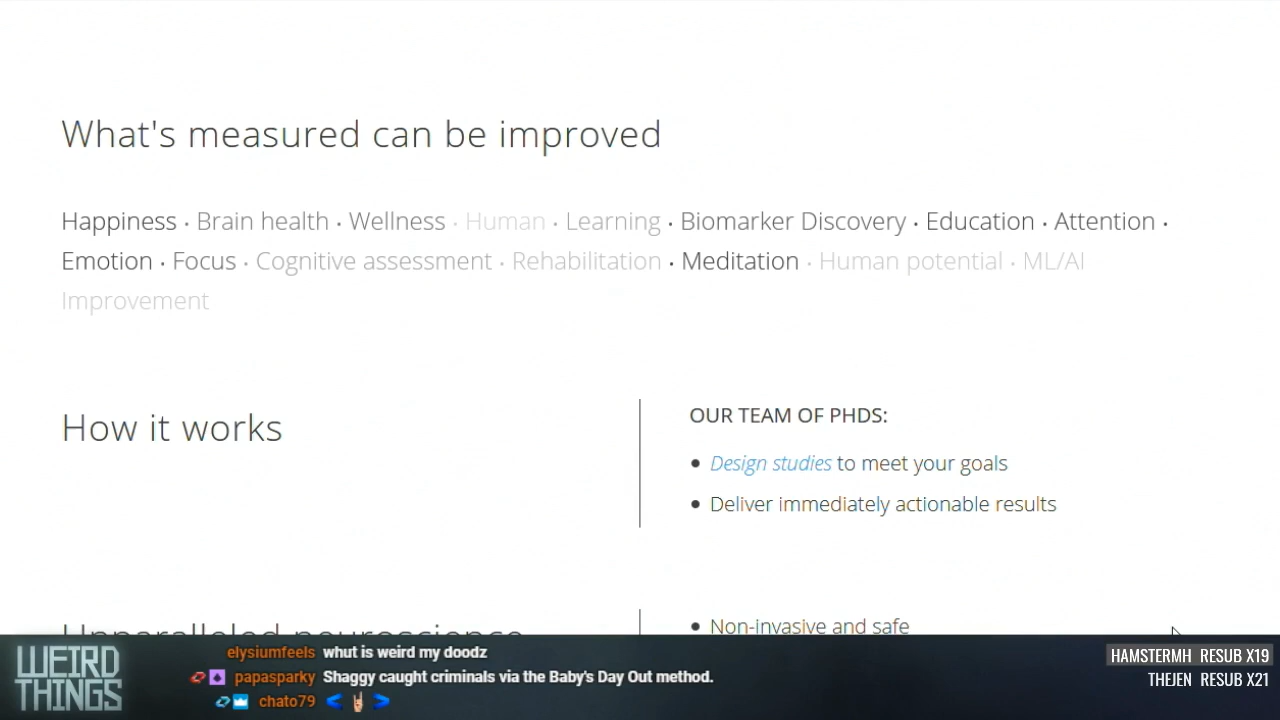 What's measured can be improved
Happiness · Brain health · Wellness · Human · Learning · Biomarker Discovery · Education · Attention ·
Emotion · Focus · Cognitive assessment · Rehabilitation · Meditation · Human potential · ML/AI
Improvement
How it works
OUR TEAM OF PHDS:
• Design studies to meet your goals
• Deliver immediately actionable results
Unparalleled neuroscience
• Non-invasive and safe
WEIRD
THINGS
elysiumfeels whut is weird my doodz
papasparky Shaggy caught criminals via the Baby's Day Out method.
chato79 < 🤘 >
HAMSTERMH RESUB X19
THEJEN RESUB X21